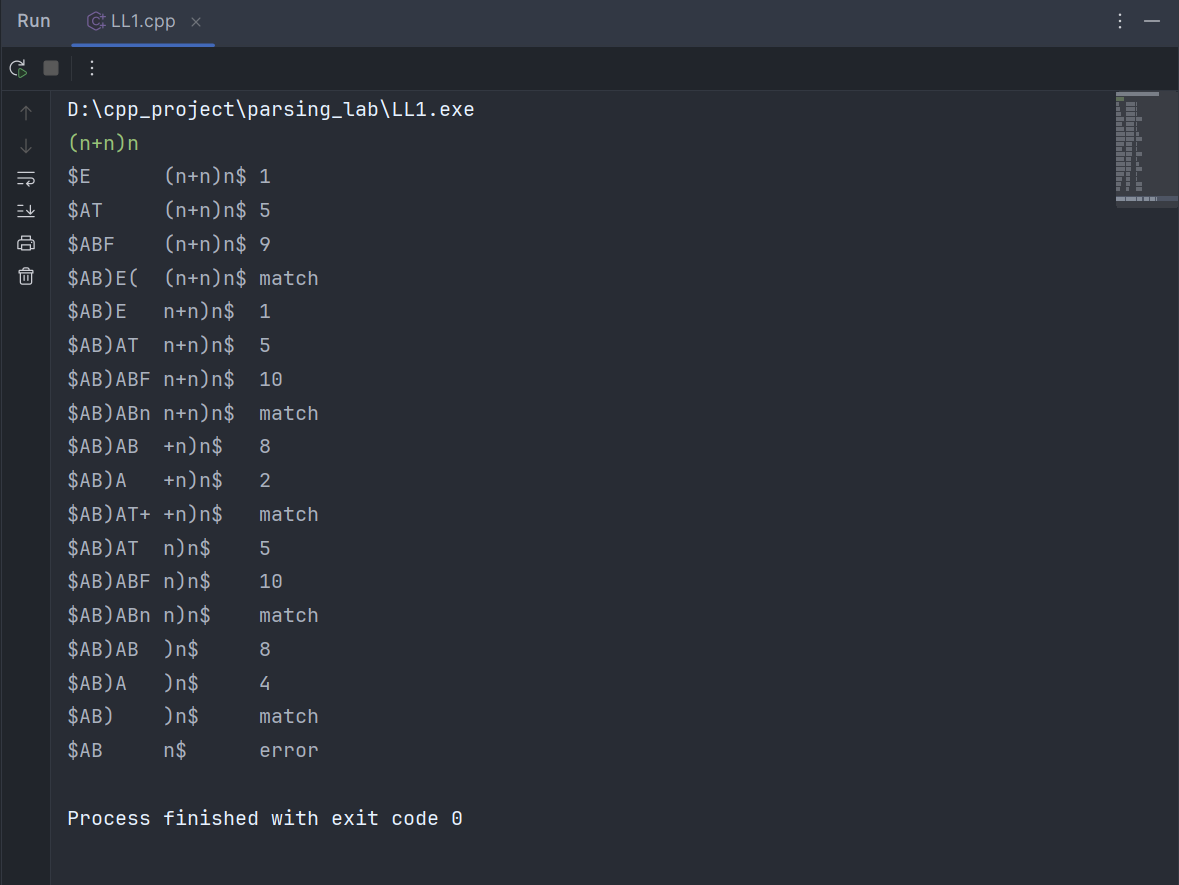 Run LL1.cpp
D:\cpp_project\parsing_lab\LL1.exe
(n+n)n
$E      (n+n)n$ 1
$AT     (n+n)n$ 5
$ABF    (n+n)n$ 9
$AB)E(  (n+n)n$ match
$AB)E   n+n)n$  1
$AB)AT  n+n)n$  5
$AB)ABF n+n)n$  10
$AB)ABn n+n)n$  match
$AB)AB  +n)n$   8
$AB)A   +n)n$   2
$AB)AT+ +n)n$   match
$AB)AT  n)n$    5
$AB)ABF n)n$    10
$AB)ABn n)n$    match
$AB)AB  )n$     8
$AB)A   )n$     4
$AB)    )n$     match
$AB     n$      error
Process finished with exit code 0